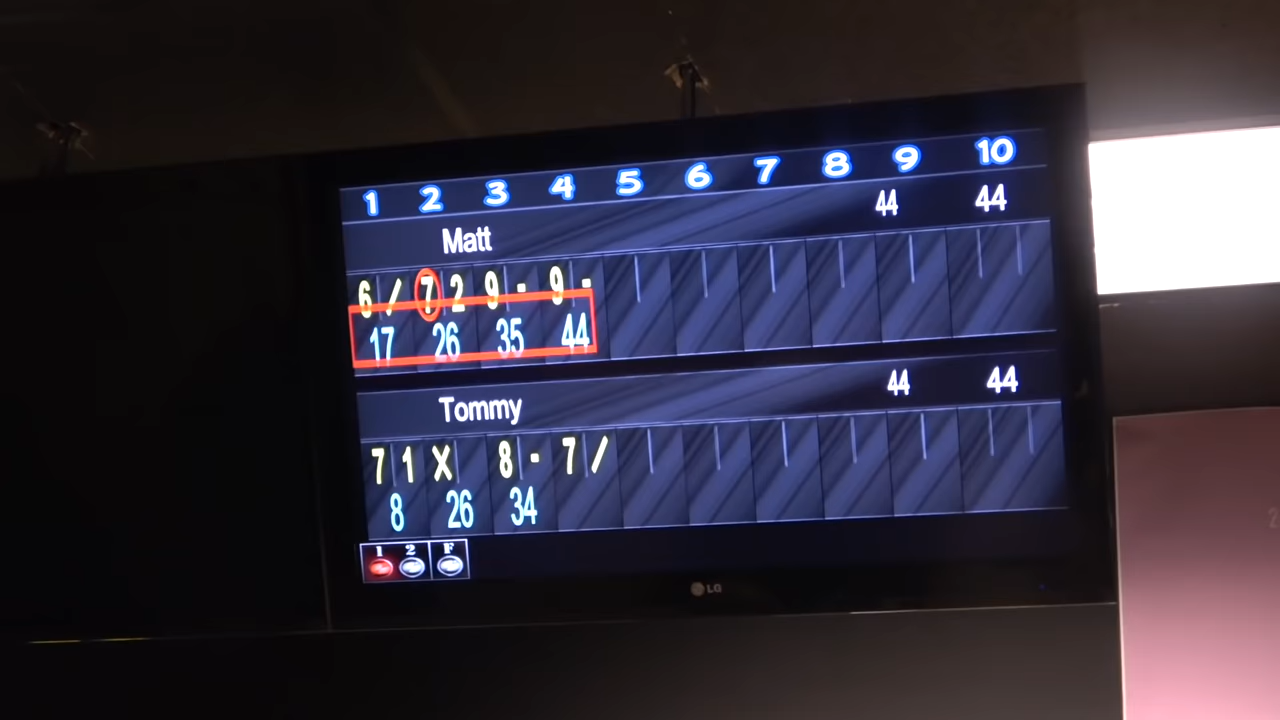 1 2 3 4 5 6 7 8 9 10
Matt 44 44
6 / 7 2 9 - 9 -
17 26 35 44
Tommy 44 44
7 1 X 8 - 7 /
8 26 34
1 2 F
LG